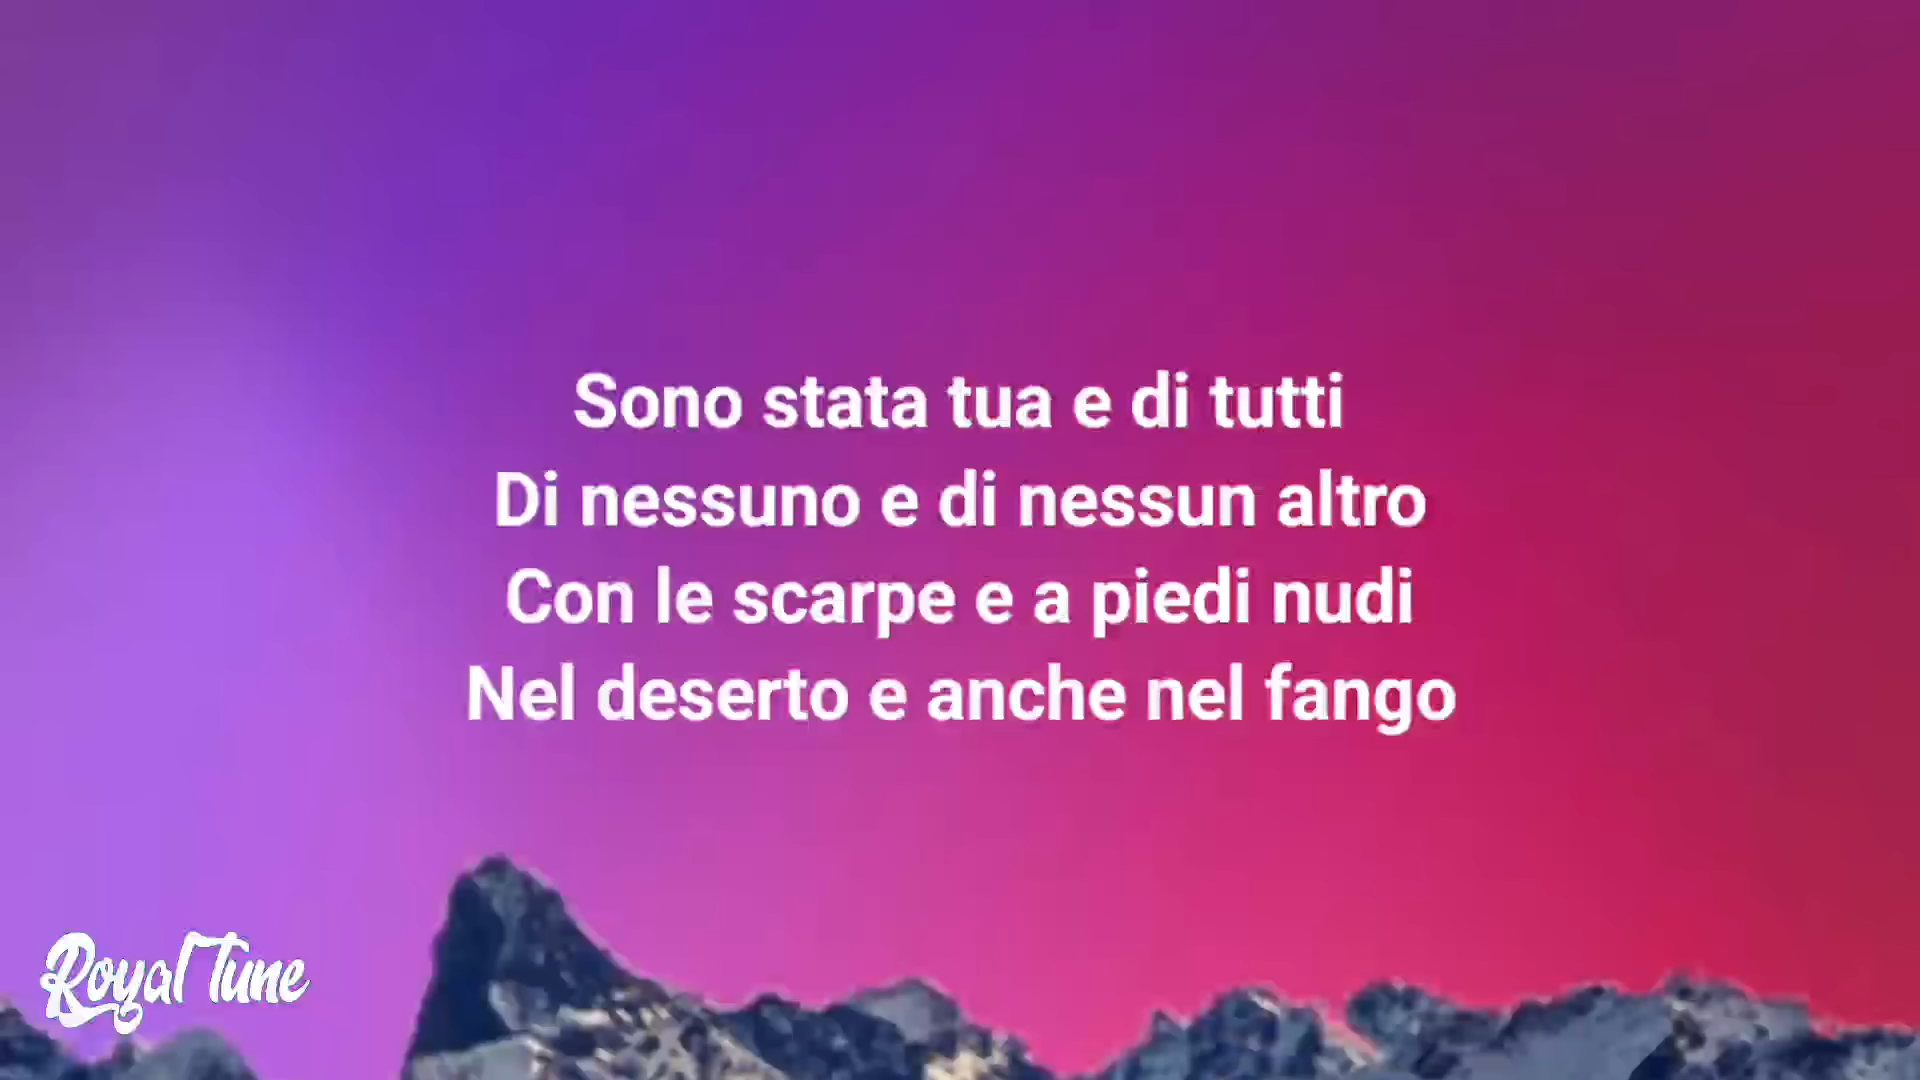 Sono stata tua e di tutti
Di nessuno e di nessun altro
Con le scarpe e a piedi nudi
Nel deserto e anche nel fango
Royal Tune